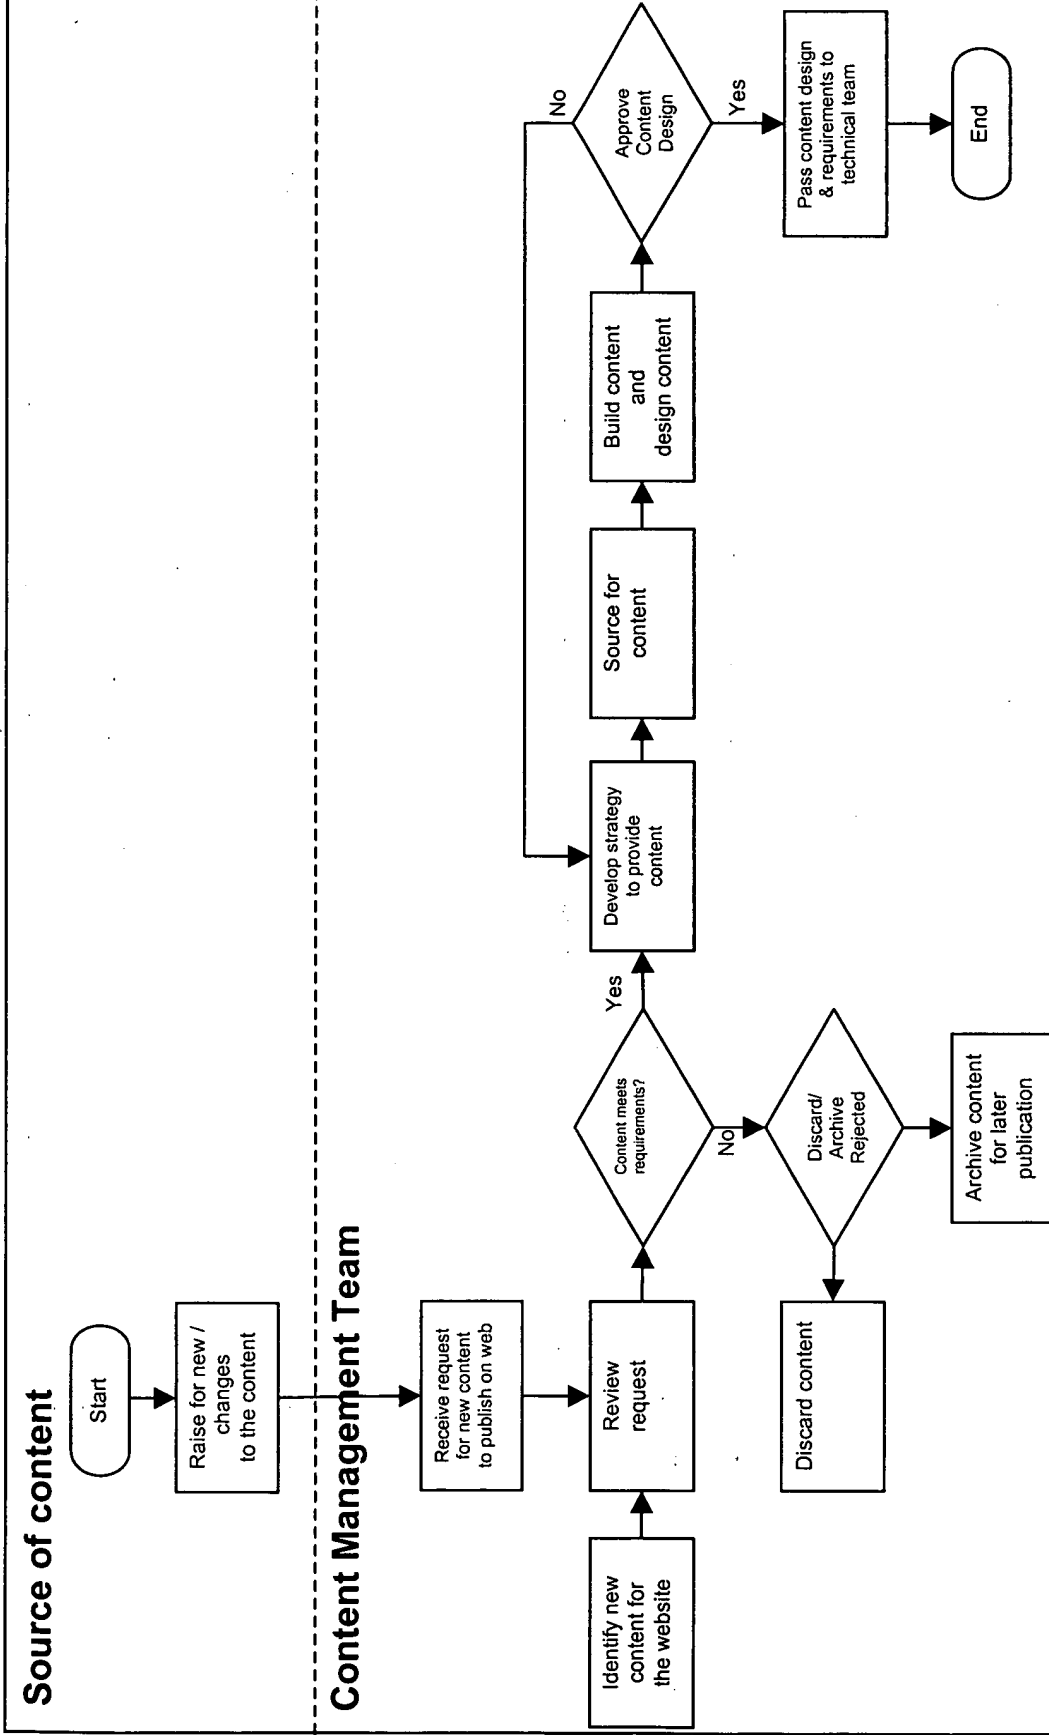 Source of content
Start
Raise for new /
changes
to the content
Content Management Team
Receive request
for new content
to publish on web
Identify new
content for
the website
Review
request
Content meets
requirements?
Yes
No
Discard/
Archive
Rejected
Discard content
Archive content
for later
publication
Develop strategy
to provide
content
Source for
content
Build content
and
design content
Approve
Content
Design
No
Yes
Pass content design
& requirements to
technical team
End